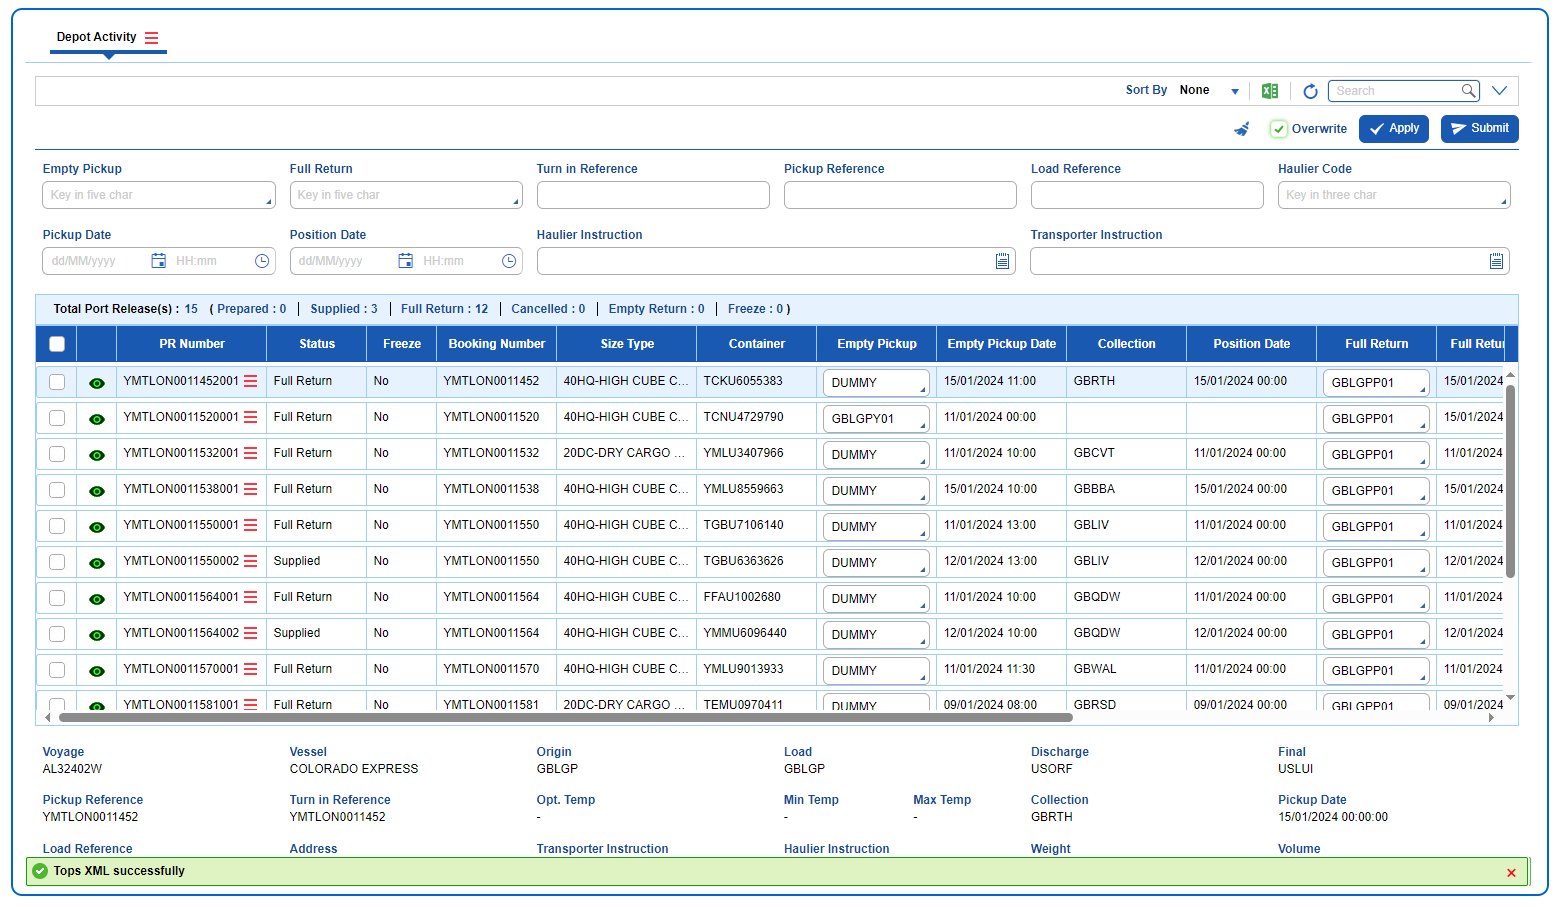 Depot Activity
Sort By None Search
Overwrite Apply Submit
Empty Pickup Full Return Turn in Reference Pickup Reference Load Reference Haulier Code
Key in five char Key in five char Key in three char
Pickup Date Position Date Haulier Instruction Transporter Instruction
dd/MM/yyyy HH:mm dd/MM/yyyy HH:mm
Total Port Release(s) : 15 ( Prepared : 0 | Supplied : 3 | Full Return : 12 | Cancelled : 0 | Empty Return : 0 | Freeze : 0 )
PR Number Status Freeze Booking Number Size Type Container Empty Pickup Empty Pickup Date Collection Position Date Full Return Full Retur
YMTLON0011452001 Full Return No YMTLON0011452 40HQ-HIGH CUBE C... TCKU6055383 DUMMY 15/01/2024 11:00 GBRTH 15/01/2024 00:00 GBLGPP01 15/01/2024
YMTLON0011520001 Full Return No YMTLON0011520 40HQ-HIGH CUBE C... TCNU4729790 GBLGPY01 11/01/2024 00:00 GBLGPP01 15/01/2024
YMTLON0011532001 Full Return No YMTLON0011532 20DC-DRY CARGO ... YMLU3407966 DUMMY 11/01/2024 10:00 GBCVT 11/01/2024 00:00 GBLGPP01 11/01/2024
YMTLON0011538001 Full Return No YMTLON0011538 40HQ-HIGH CUBE C... YMLU8559663 DUMMY 15/01/2024 10:00 GBBBA 15/01/2024 00:00 GBLGPP01 15/01/2024
YMTLON0011550001 Full Return No YMTLON0011550 40HQ-HIGH CUBE C... TGBU7106140 DUMMY 11/01/2024 13:00 GBLIV 11/01/2024 00:00 GBLGPP01 11/01/2024
YMTLON0011550002 Supplied No YMTLON0011550 40HQ-HIGH CUBE C... TGBU6363626 DUMMY 12/01/2024 13:00 GBLIV 12/01/2024 00:00 GBLGPP01 12/01/2024
YMTLON0011564001 Full Return No YMTLON0011564 40HQ-HIGH CUBE C... FFAU1002680 DUMMY 11/01/2024 10:00 GBQDW 11/01/2024 00:00 GBLGPP01 11/01/2024
YMTLON0011564002 Supplied No YMTLON0011564 40HQ-HIGH CUBE C... YMMU6096440 DUMMY 12/01/2024 10:00 GBQDW 12/01/2024 00:00 GBLGPP01 12/01/2024
YMTLON0011570001 Full Return No YMTLON0011570 40HQ-HIGH CUBE C... YMLU9013933 DUMMY 11/01/2024 11:30 GBWAL 11/01/2024 00:00 GBLGPP01 11/01/2024
YMTLON0011581001 Full Return No YMTLON0011581 20DC-DRY CARGO ... TEMU0970411 DUMMY 09/01/2024 08:00 GBRSD 09/01/2024 00:00 GBLGPP01 09/01/2024
Voyage Vessel Origin Load Discharge Final
AL32402W COLORADO EXPRESS GBLGP GBLGP USORF USLUI
Pickup Reference Turn in Reference Opt. Temp Min Temp Max Temp Collection Pickup Date
YMTLON0011452 YMTLON0011452 - - - GBRTH 15/01/2024 00:00:00
Load Reference Address Transporter Instruction Haulier Instruction Weight Volume
Tops XML successfully